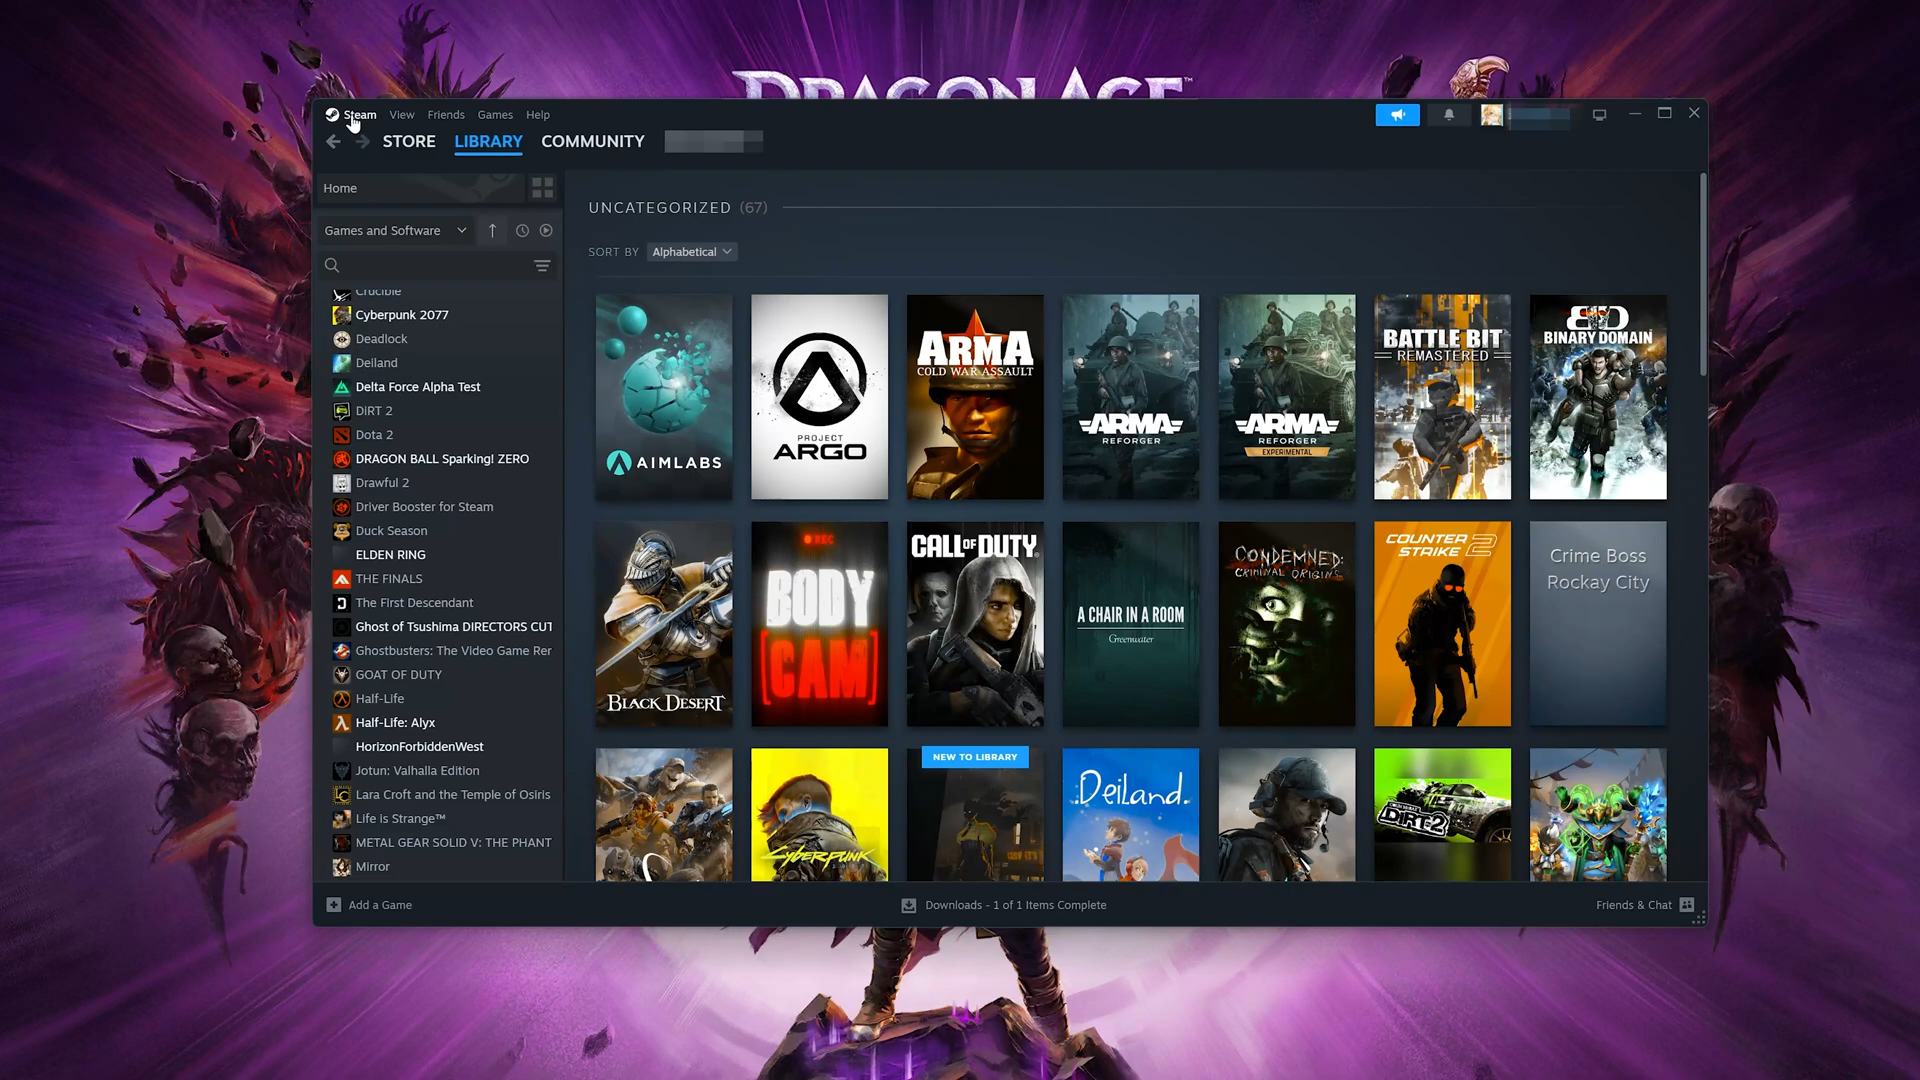 DRAGON AGE™
Steam View Friends Games Help
STORE LIBRARY COMMUNITY
Home
Games and Software
Crucible
Cyberpunk 2077
Deadlock
Deiland
Delta Force Alpha Test
DiRT 2
Dota 2
DRAGON BALL Sparking! ZERO
Drawful 2
Driver Booster for Steam
Duck Season
ELDEN RING
THE FINALS
The First Descendant
Ghost of Tsushima DIRECTORS CUT
Ghostbusters: The Video Game Rer
GOAT OF DUTY
Half-Life
Half-Life: Alyx
HorizonForbiddenWest
Jotun: Valhalla Edition
Lara Croft and the Temple of Osiris
Life is Strange™
METAL GEAR SOLID V: THE PHANT
Mirror
UNCATEGORIZED (67)
SORT BY Alphabetical
AIMLABS
PROJECT
ARGO
ARMA
COLD WAR ASSAULT
ARMA
REFORGER
ARMA
REFORGER
EXPERIMENTAL
BATTLE BIT
REMASTERED
BD
BINARY DOMAIN
BLACK DESERT
REC
BODY
CAM
CALL OF DUTY
A CHAIR IN A ROOM
Greenwater
CONDEMNED:
CRIMINAL ORIGINS
COUNTER
STRIKE 2
Crime Boss
Rockay City
CYBERPUNK
NEW TO LIBRARY
Deiland
DiRT2
Add a Game
Downloads - 1 of 1 Items Complete
Friends & Chat